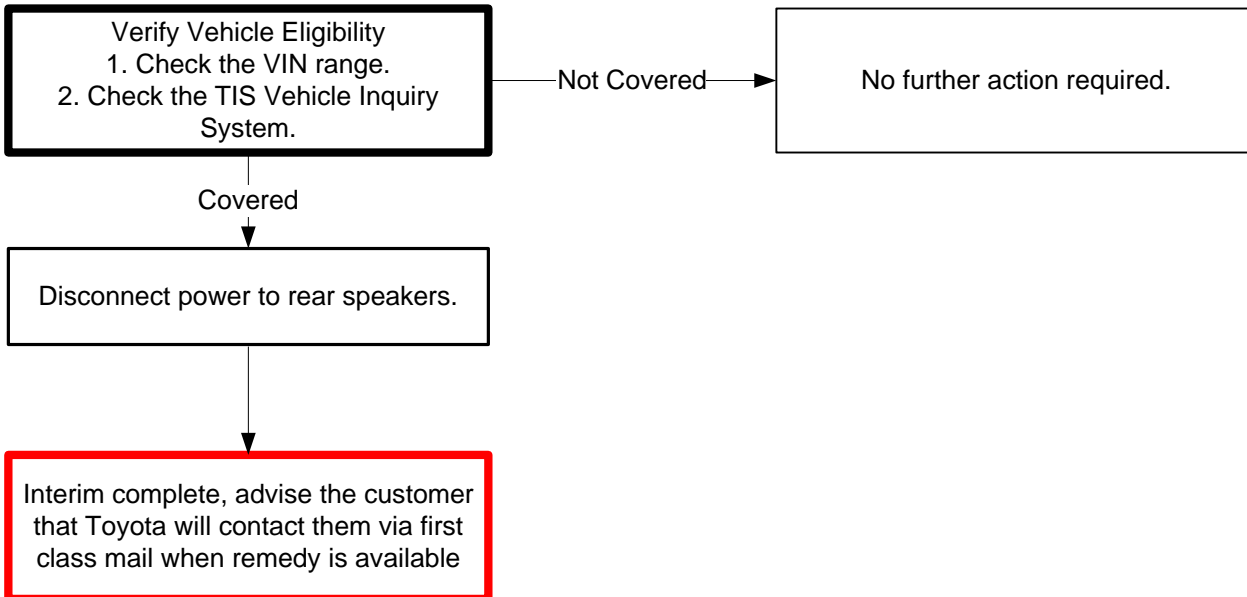 Verify Vehicle Eligibility
1. Check the VIN range.
2. Check the TIS Vehicle Inquiry
System.
Not Covered
No further action required.
Covered
Disconnect power to rear speakers.
Interim complete, advise the customer
that Toyota will contact them via first
class mail when remedy is available